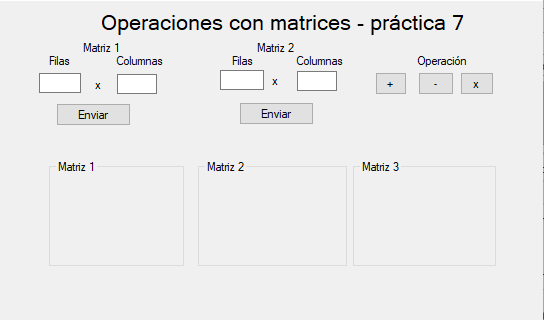 Operaciones con matrices - práctica 7
Matriz 1
Matriz 2
Filas
Columnas
Filas
Columnas
Operación
x
x
+
-
x
Enviar
Enviar
Matriz 1
Matriz 2
Matriz 3